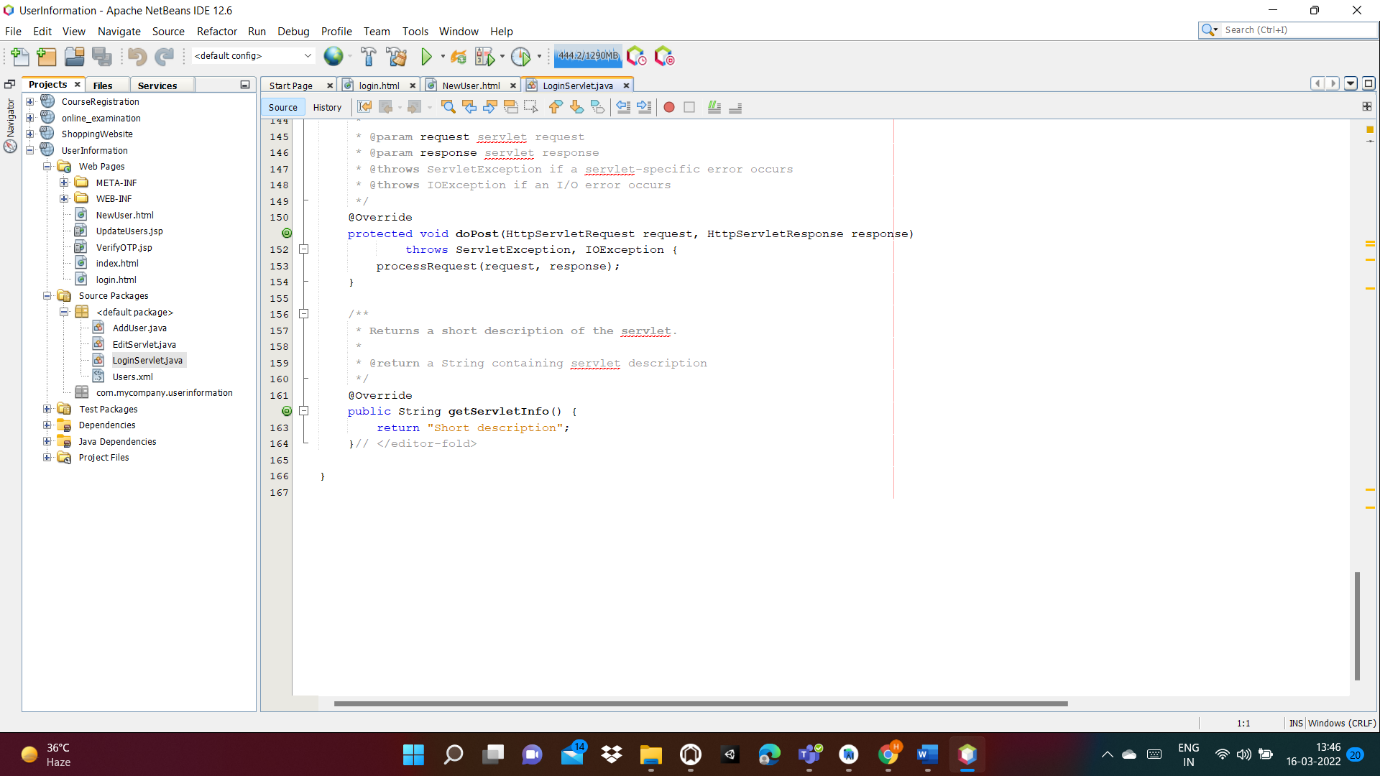 UserInformation - Apache NetBeans IDE 12.6
File Edit View Navigate Source Refactor Run Debug Profile Team Tools Window Help
Search (Ctrl+I)
<default config>
444.2/1290MB
Projects Files Services
Start Page login.html NewUser.html LoginServlet.java
Navigator
Source History
CourseRegistration
online_examination
ShoppingWebsite
UserInformation
Web Pages
META-INF
WEB-INF
NewUser.html
UpdateUsers.jsp
VerifyOTP.jsp
index.html
login.html
Source Packages
<default package>
AddUser.java
EditServlet.java
LoginServlet.java
Users.xml
com.mycompany.userinformation
Test Packages
Dependencies
Java Dependencies
Project Files
144 *
145 * @param request servlet request
146 * @param response servlet response
147 * @throws ServletException if a servlet-specific error occurs
148 * @throws IOException if an I/O error occurs
149 */
150 @Override
protected void doPost(HttpServletRequest request, HttpServletResponse response)
152 throws ServletException, IOException {
153 processRequest(request, response);
154 }
155
156 /**
157 * Returns a short description of the servlet.
158 *
159 * @return a String containing servlet description
160 */
161 @Override
public String getServletInfo() {
163 return "Short description";
164 }// </editor-fold>
165
166 }
167
1:1 INS Windows (CRLF)
36°C
Haze
14
H
W
ENG
IN
13:46
16-03-2022
20